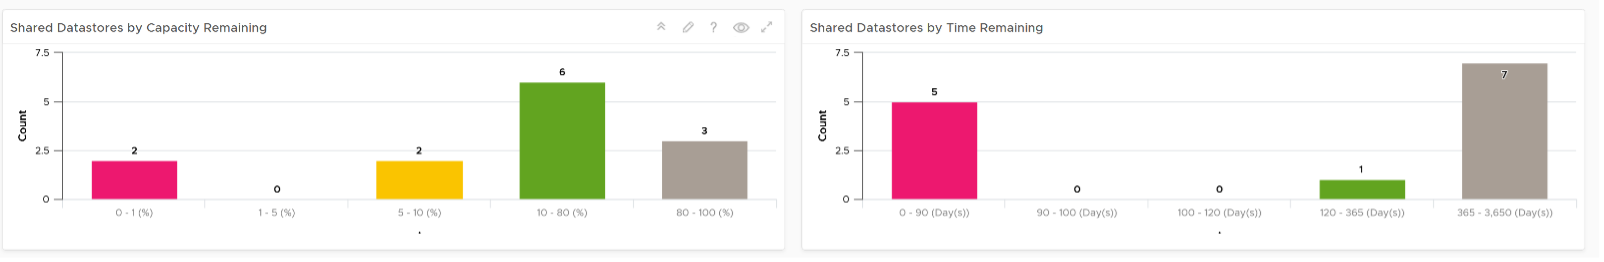 Shared Datastores by Capacity Remaining
?
7.5
5
2.5
0
Count
2
0
2
6
3
0 - 1 (%)
1 - 5 (%)
5 - 10 (%)
10 - 80 (%)
80 - 100 (%)
.
Shared Datastores by Time Remaining
7.5
5
2.5
0
Count
5
0
0
1
7
0 - 90 (Day(s))
90 - 100 (Day(s))
100 - 120 (Day(s))
120 - 365 (Day(s))
365 - 3,650 (Day(s))
.